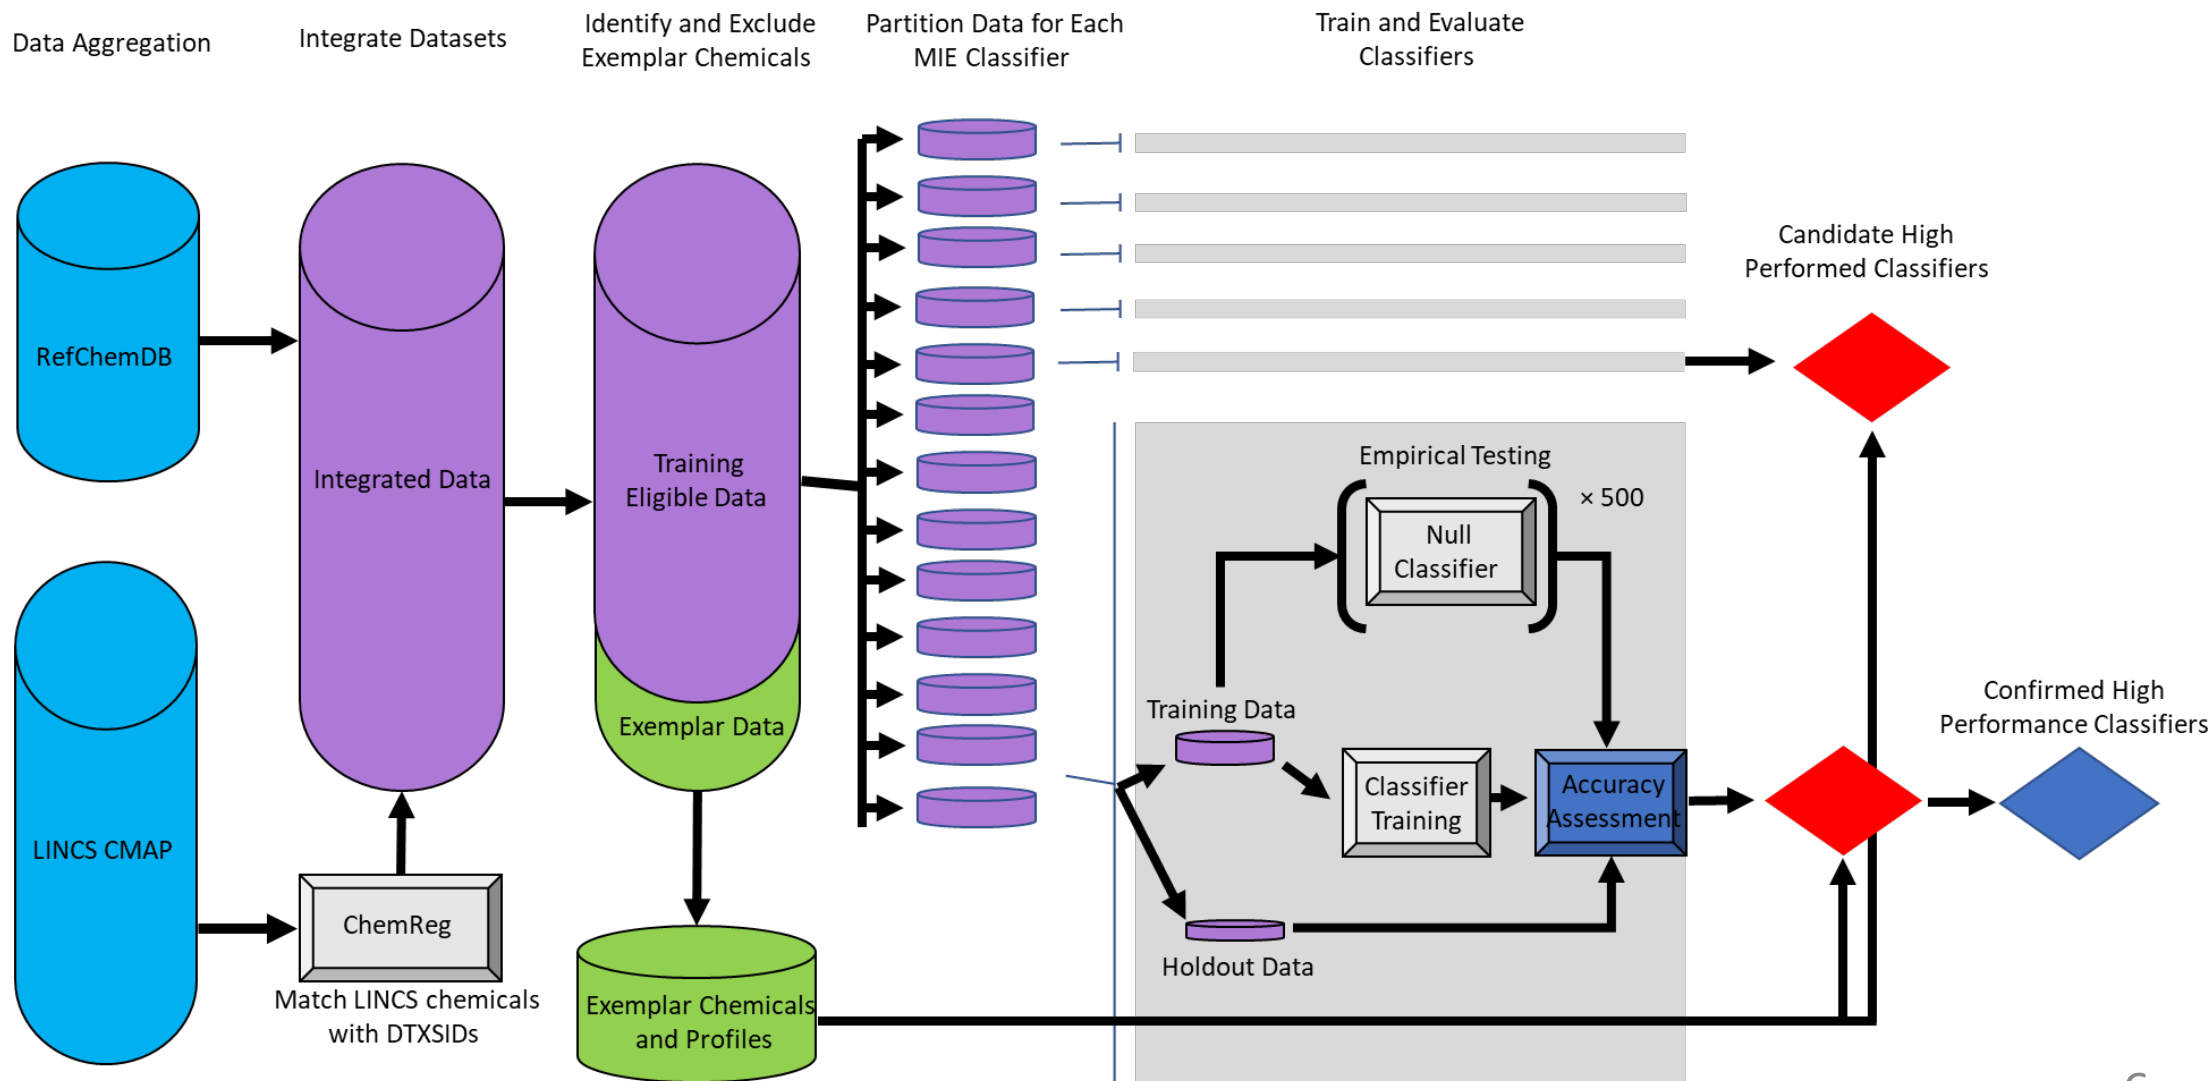 Data Aggregation
Integrate Datasets
Identify and Exclude
Exemplar Chemicals
Partition Data for Each
MIE Classifier
Train and Evaluate
Classifiers
RefChemDB
LINCS CMAP
ChemReg
Match LINCS chemicals
with DTXSIDs
Integrated Data
Training
Eligible Data
Exemplar Data
Exemplar Chemicals
and Profiles
Empirical Testing
Null
Classifier
× 500
Training Data
Classifier
Training
Accuracy
Assessment
Holdout Data
Candidate High
Performed Classifiers
Confirmed High
Performance Classifiers